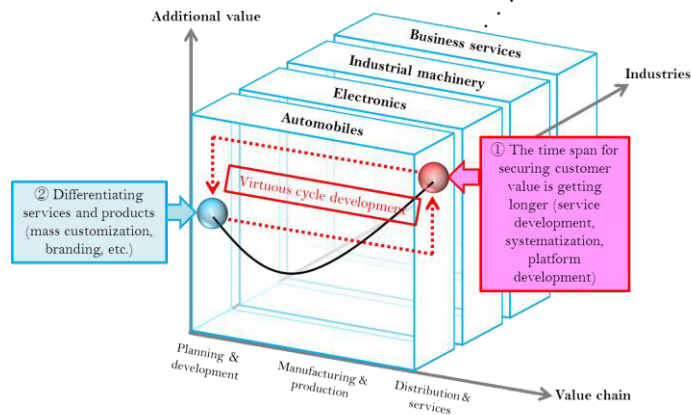 Additional value
Business services
Industrial machinery
Industries
Electronics
Automobiles
① The time span for
securing customer
value is getting
longer (service
development,
systematization,
platform
development)
Virtuous cycle development
② Differentiating
services and products
(mass customization,
branding, etc.)
Planning &
development
Manufacturing &
production
Distribution &
services
Value chain